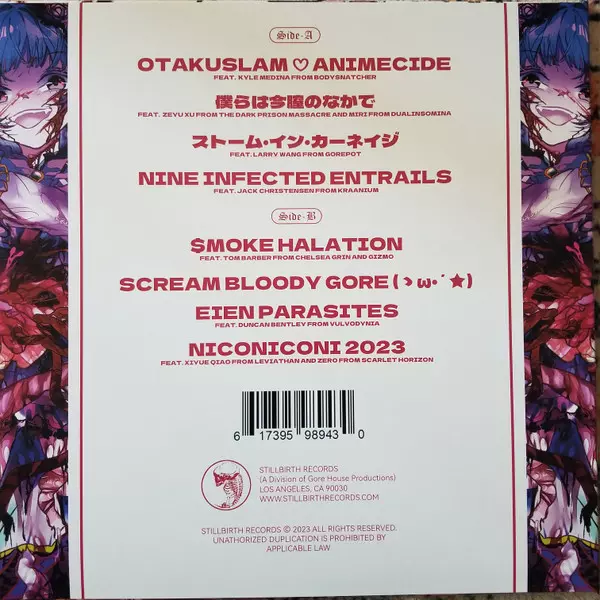 Side-A
OTAKUSLAM ♡ ANIMECIDE
FEAT. KYLE MEDINA FROM BODYSNATCHER
僕らは今瞳のなかで
FEAT. ZEYU XU FROM THE DARK PRISON MASSACRE AND MIRI FROM DUALINSOMINA
ストーム・イン・カーネイジ
FEAT. LARRY WANG FROM GOREPOT
NINE INFECTED ENTRAILS
FEAT. JACK CHRISTENSEN FROM KRAANIUM
Side-B
$MOKE HALATION
FEAT. TOM BARBER FROM CHELSEA GRIN AND GIZMO
SCREAM BLOODY GORE (ゝω・´★)
EIEN PARASITES
FEAT. DUNCAN BENTLEY FROM VULVODYNIA
NICONICONI 2023
FEAT. XIYUE QIAO FROM LEVIATHAN AND ZERO FROM SCARLET HORIZON
6 17395 98943 0
STILLBIRTH RECORDS
(A Division of Gore House Productions)
LOS ANGELES, CA 90030
WWW.STILLBIRTHRECORDS.COM
STILLBIRTH RECORDS © 2023 ALL RIGHTS RESERVED.
UNATHORIZED DUPLICATION IS PROHIBITED BY
APPLICABLE LAW